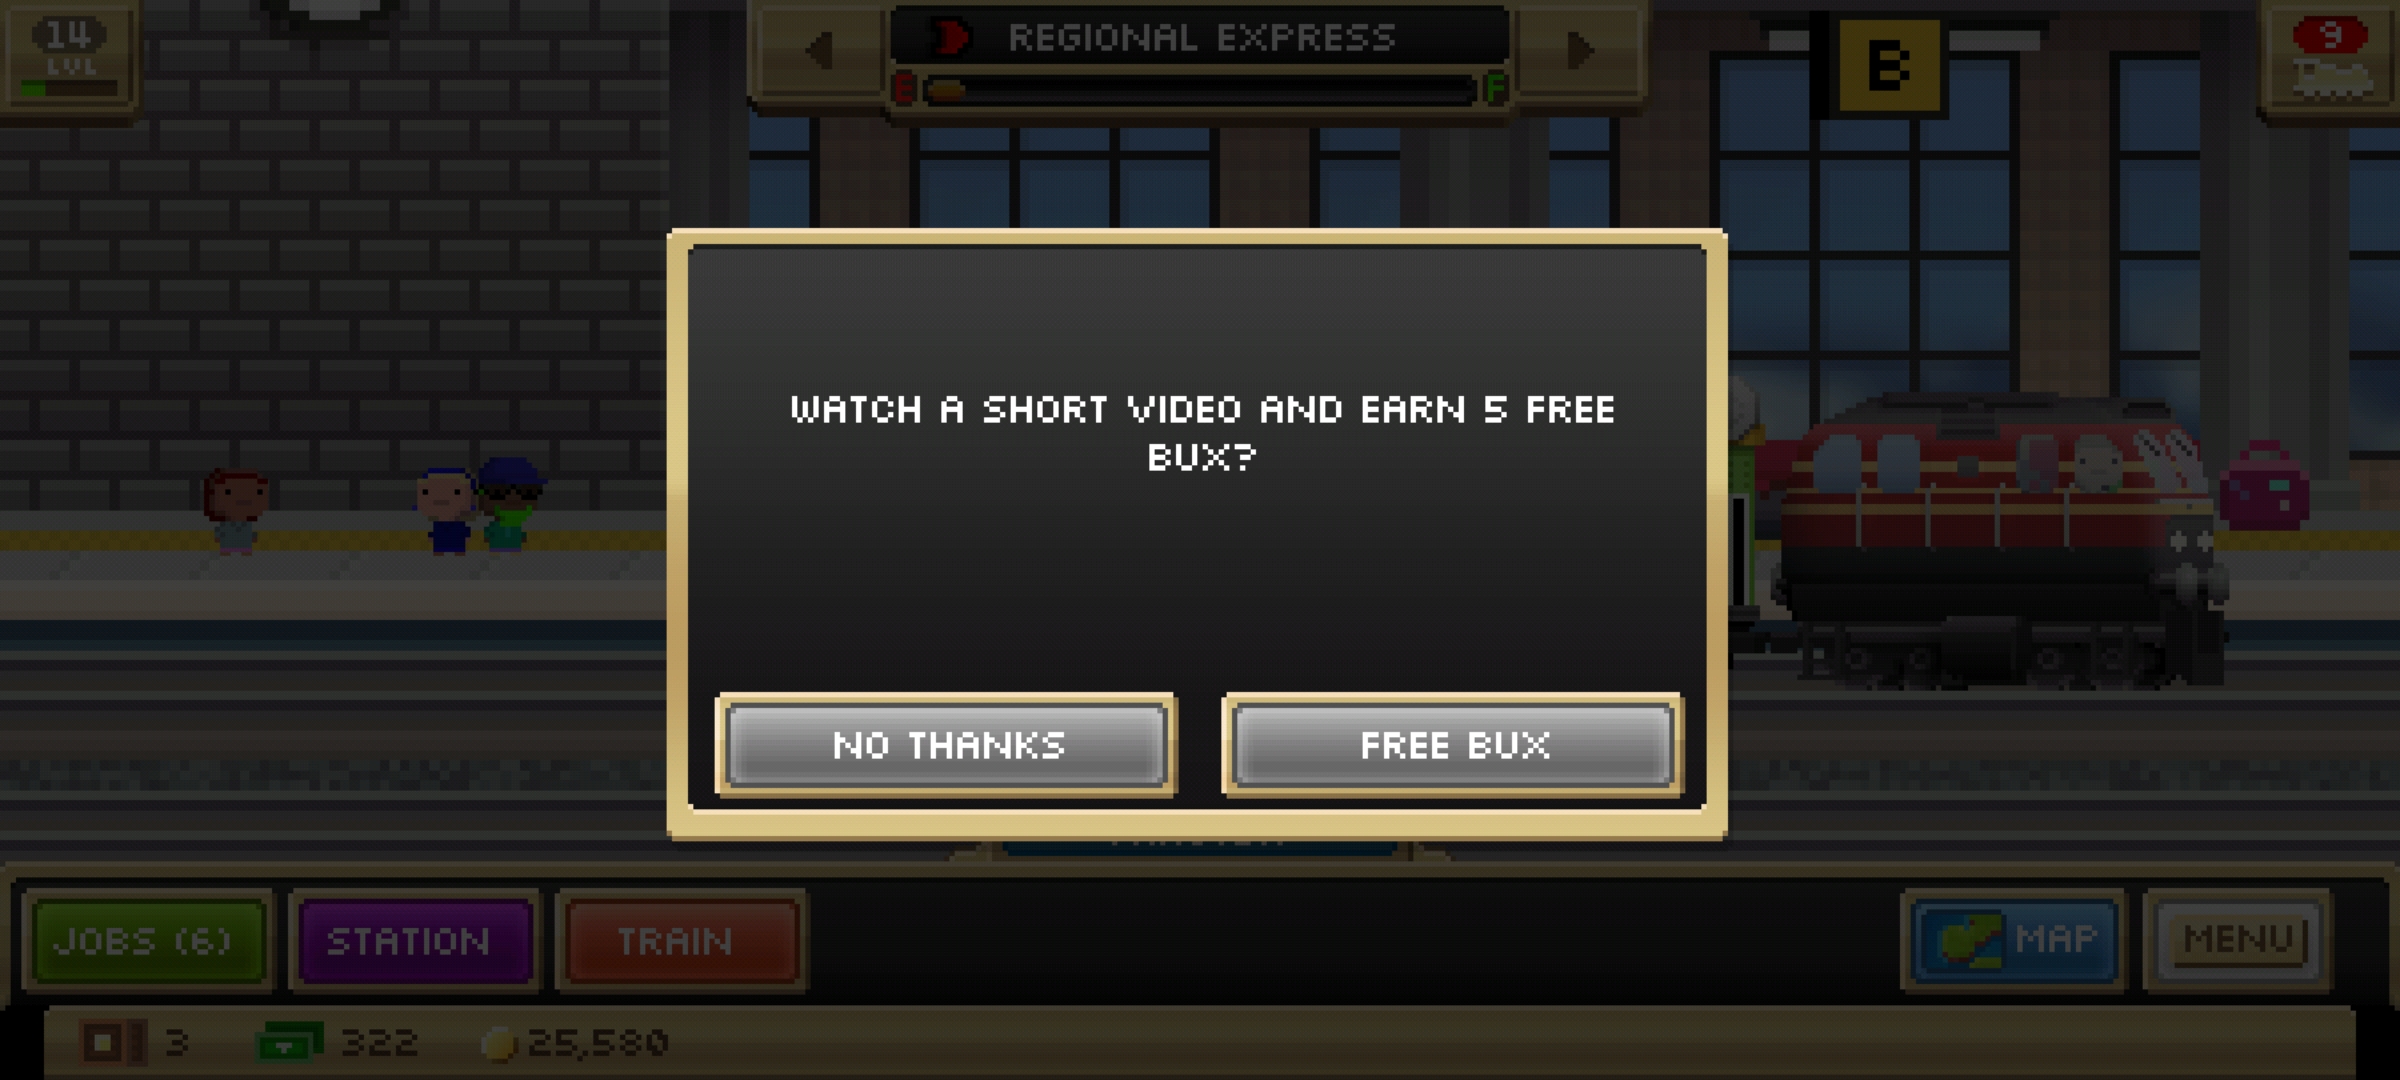 14
LVL
REGIONAL EXPRESS
E F
B
9
WATCH A SHORT VIDEO AND EARN 5 FREE
BUX?
NO THANKS
FREE BUX
JOBS (6)
STATION
TRAIN
MAP
MENU
3
322
25,580